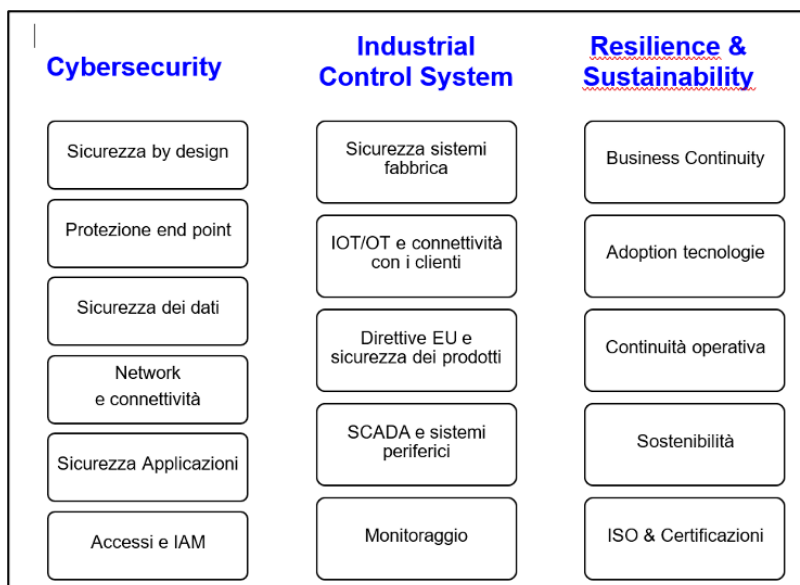 Cybersecurity
Sicurezza by design
Protezione end point
Sicurezza dei dati
Network
e connettività
Sicurezza Applicazioni
Accessi e IAM
Industrial
Control System
Sicurezza sistemi
fabbrica
IOT/OT e connettività
con i clienti
Direttive EU e
sicurezza dei prodotti
SCADA e sistemi
periferici
Monitoraggio
Resilience &
Sustainability
Business Continuity
Adoption tecnologie
Continuità operativa
Sostenibilità
ISO & Certificazioni